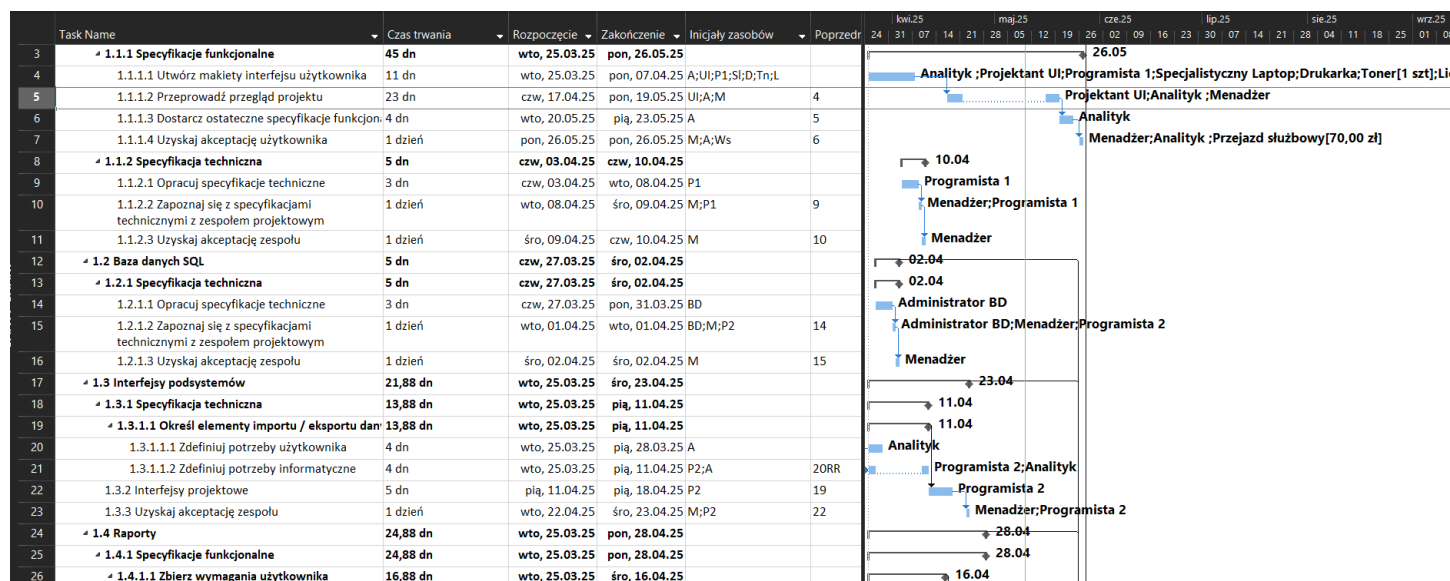 kwi.25 maj.25 cze.25 lip.25 sie.25 wrz.25
Task Name Czas trwania Rozpoczęcie Zakończenie Inicjały zasobów Poprzedn 24 31 07 14 21 28 05 12 19 26 02 09 16 23 30 07 14 21 28 04 11 18 25 01 08
3 1.1.1 Specyfikacje funkcjonalne 45 dn wto, 25.03.25 pon, 26.05.25 26.05
4 1.1.1.1 Utwórz makiety interfejsu użytkownika 11 dn wto, 25.03.25 pon, 07.04.25 A;UI;P1;Sl;D;Tn;L Analityk ;Projektant UI;Programista 1;Specjalistyczny Laptop;Drukarka;Toner[1 szt];Li
5 1.1.1.2 Przeprowadź przegląd projektu 23 dn czw, 17.04.25 pon, 19.05.25 UI;A;M 4 Projektant UI;Analityk ;Menadżer
6 1.1.1.3 Dostarcz ostateczne specyfikacje funkcjon 4 dn wto, 20.05.25 pią, 23.05.25 A 5 Analityk
7 1.1.1.4 Uzyskaj akceptację użytkownika 1 dzień pon, 26.05.25 pon, 26.05.25 M;A;Ws 6 Menadżer;Analityk ;Przejazd służbowy[70,00 zł]
8 1.1.2 Specyfikacja techniczna 5 dn czw, 03.04.25 czw, 10.04.25 10.04
9 1.1.2.1 Opracuj specyfikacje techniczne 3 dn czw, 03.04.25 wto, 08.04.25 P1 Programista 1
10 1.1.2.2 Zapoznaj się z specyfikacjami 1 dzień wto, 08.04.25 śro, 09.04.25 M;P1 9 Menadżer;Programista 1
technicznymi z zespołem projektowym
11 1.1.2.3 Uzyskaj akceptację zespołu 1 dzień śro, 09.04.25 czw, 10.04.25 M 10 Menadżer
12 1.2 Baza danych SQL 5 dn czw, 27.03.25 śro, 02.04.25 02.04
13 1.2.1 Specyfikacja techniczna 5 dn czw, 27.03.25 śro, 02.04.25 02.04
14 1.2.1.1 Opracuj specyfikacje techniczne 3 dn czw, 27.03.25 pon, 31.03.25 BD Administrator BD
15 1.2.1.2 Zapoznaj się z specyfikacjami 1 dzień wto, 01.04.25 wto, 01.04.25 BD;M;P2 14 Administrator BD;Menadżer;Programista 2
technicznymi z zespołem projektowym
16 1.2.1.3 Uzyskaj akceptację zespołu 1 dzień śro, 02.04.25 śro, 02.04.25 M 15 Menadżer
17 1.3 Interfejsy podsystemów 21,88 dn wto, 25.03.25 śro, 23.04.25 23.04
18 1.3.1 Specyfikacja techniczna 13,88 dn wto, 25.03.25 pią, 11.04.25 11.04
19 1.3.1.1 Określ elementy importu / eksportu dan 13,88 dn wto, 25.03.25 pią, 11.04.25 11.04
20 1.3.1.1.1 Zdefiniuj potrzeby użytkownika 4 dn wto, 25.03.25 pią, 28.03.25 A Analityk
21 1.3.1.1.2 Zdefiniuj potrzeby informatyczne 4 dn wto, 25.03.25 pią, 11.04.25 P2;A 20RR Programista 2;Analityk
22 1.3.2 Interfejsy projektowe 5 dn pią, 11.04.25 pią, 18.04.25 P2 19 Programista 2
23 1.3.3 Uzyskaj akceptację zespołu 1 dzień wto, 22.04.25 śro, 23.04.25 M;P2 22 Menadżer;Programista 2
24 1.4 Raporty 24,88 dn wto, 25.03.25 pon, 28.04.25 28.04
25 1.4.1 Specyfikacje funkcjonalne 24,88 dn wto, 25.03.25 pon, 28.04.25 28.04
26 1.4.1.1 Zbierz wymagania użytkownika 16,88 dn wto, 25.03.25 śro, 16.04.25 16.04